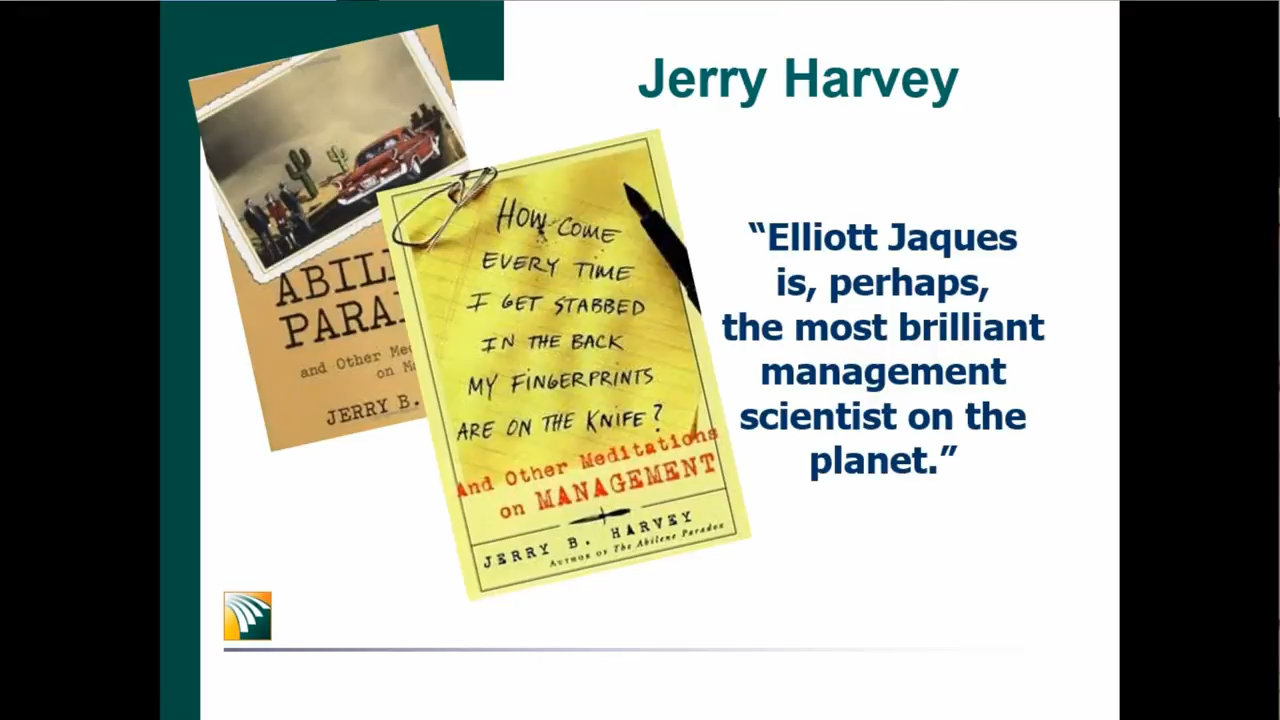 Jerry Harvey
ABIL
PARA
and Other Med
on M
JERRY B.
HOW COME
EVERY TIME
I GET STABBED
IN THE BACK
MY FINGERPRINTS
ARE ON THE KNIFE?
And Other Meditations
on MANAGEMENT
JERRY B. HARVEY
AUTHOR OF The Abilene Paradox
“Elliott Jaques
is, perhaps,
the most brilliant
management
scientist on the
planet.”